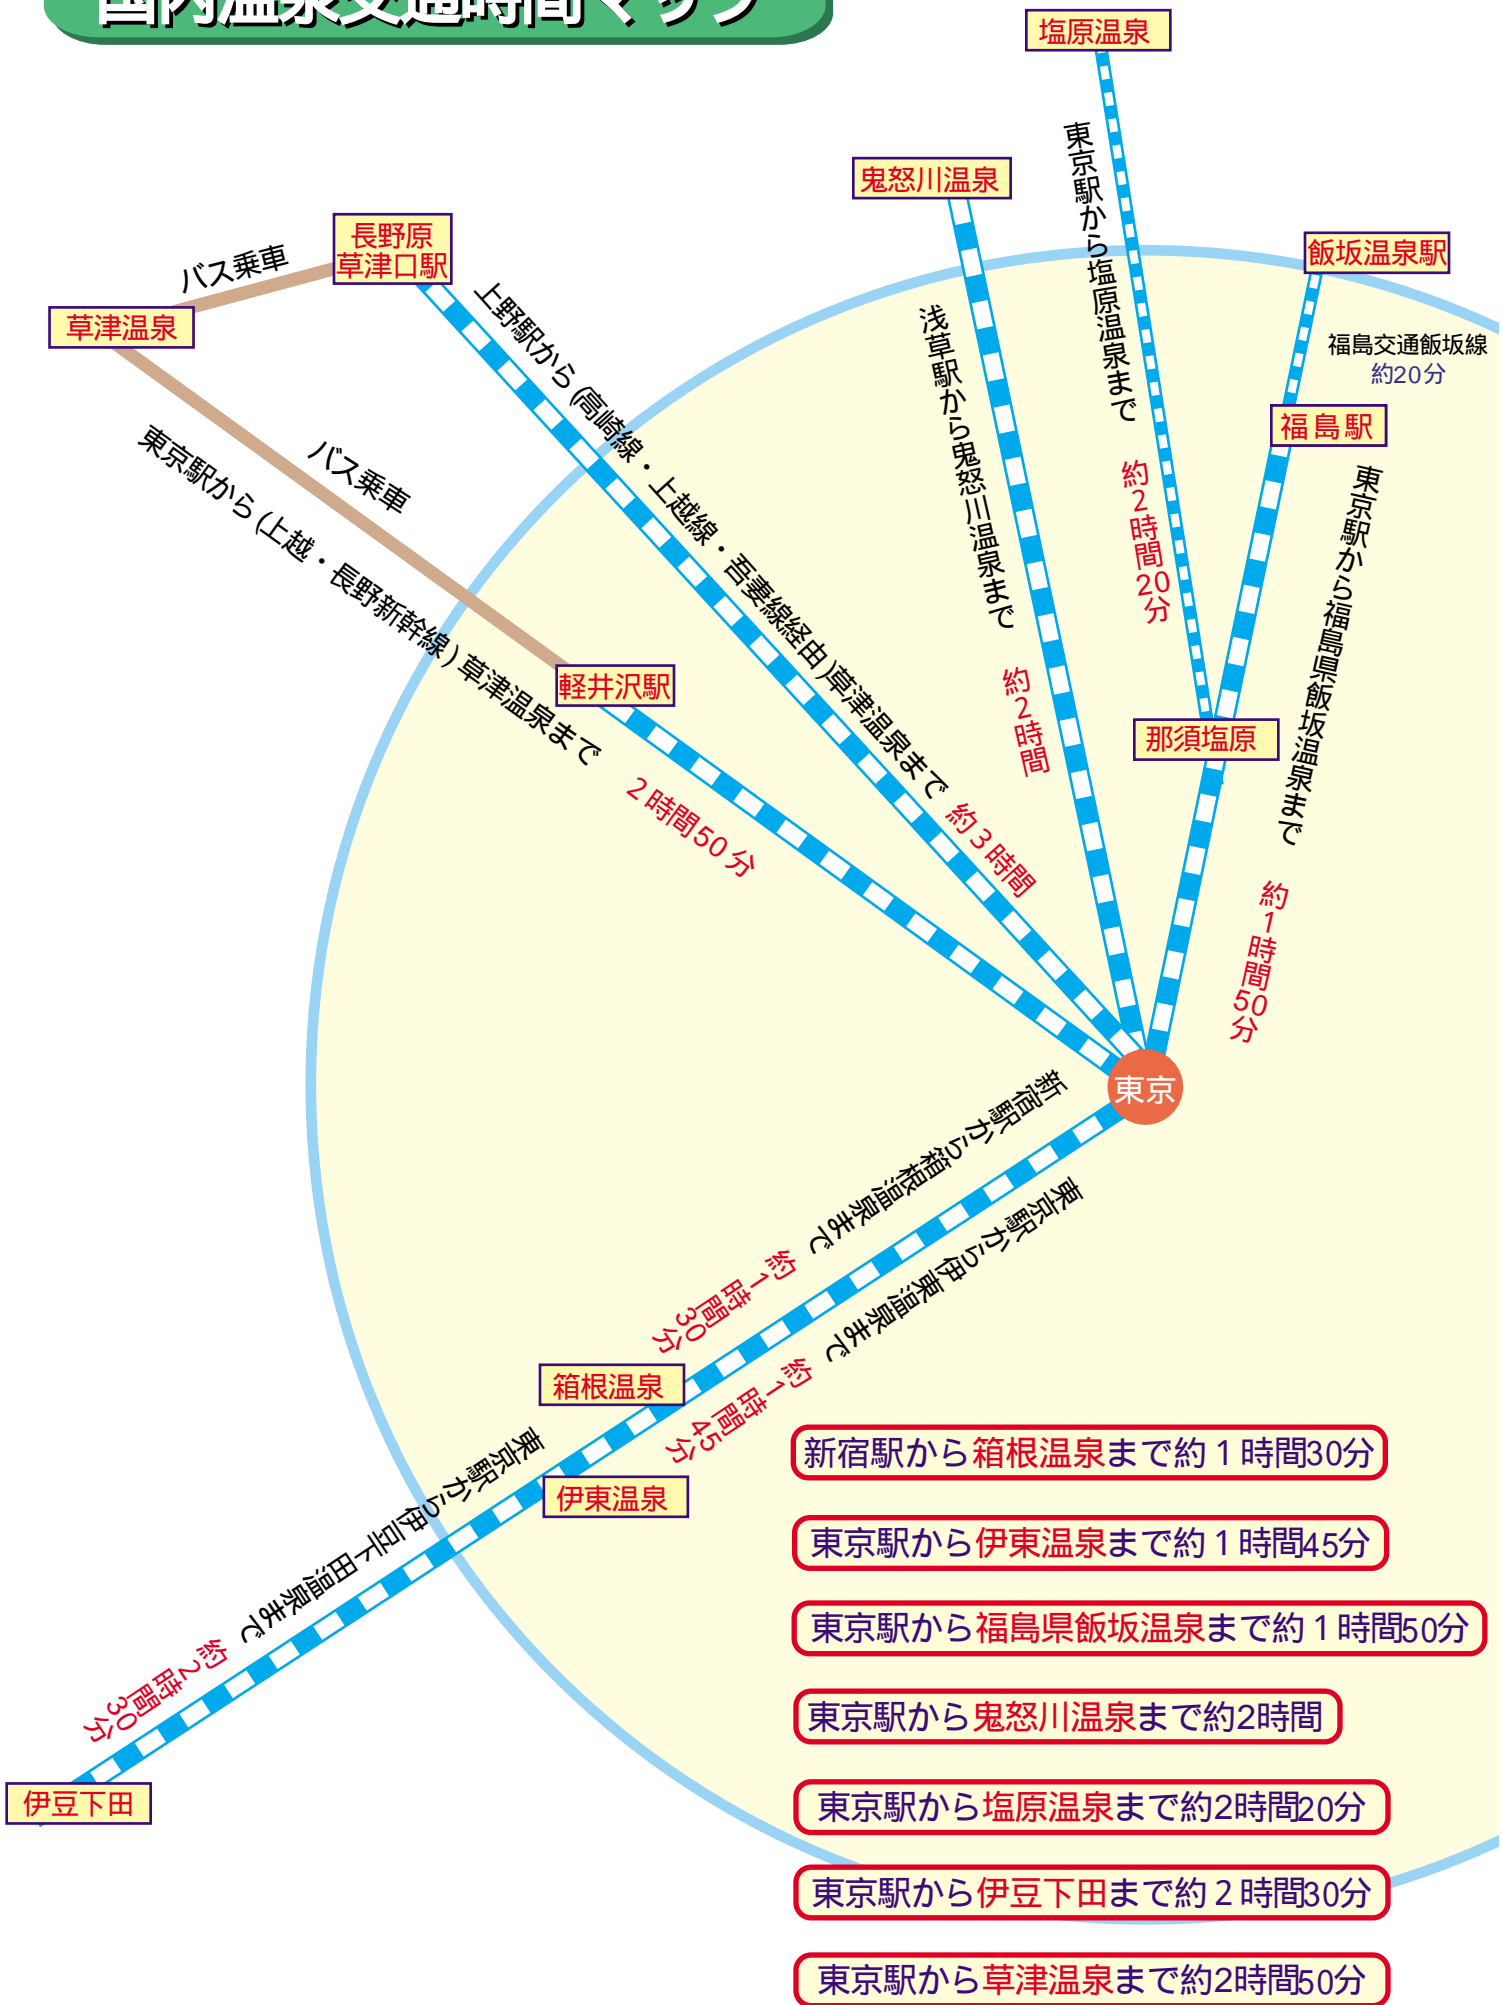 国内温泉交通時間マップ
塩原温泉
東京駅から塩原温泉まで 約2時間20分
鬼怒川温泉
浅草駅から鬼怒川温泉まで 約2時間
長野原
草津口駅
バス乗車
草津温泉
上野駅から(高崎線・上越線・吾妻線経由)草津温泉まで 約3時間
飯坂温泉駅
福島交通飯坂線
約20分
福島駅
東京駅から福島県飯坂温泉まで 約1時間50分
バス乗車
東京駅から(上越・長野新幹線)草津温泉まで 2時間50分
軽井沢駅
那須塩原
東京
新宿駅から箱根温泉まで 約1時間30分
東京駅から伊東温泉まで 約1時間45分
箱根温泉
伊東温泉
東京駅から伊豆下田温泉まで 約2時間30分
伊豆下田
新宿駅から箱根温泉まで約1時間30分
東京駅から伊東温泉まで約1時間45分
東京駅から福島県飯坂温泉まで約1時間50分
東京駅から鬼怒川温泉まで約2時間
東京駅から塩原温泉まで約2時間20分
東京駅から伊豆下田まで約2時間30分
東京駅から草津温泉まで約2時間50分